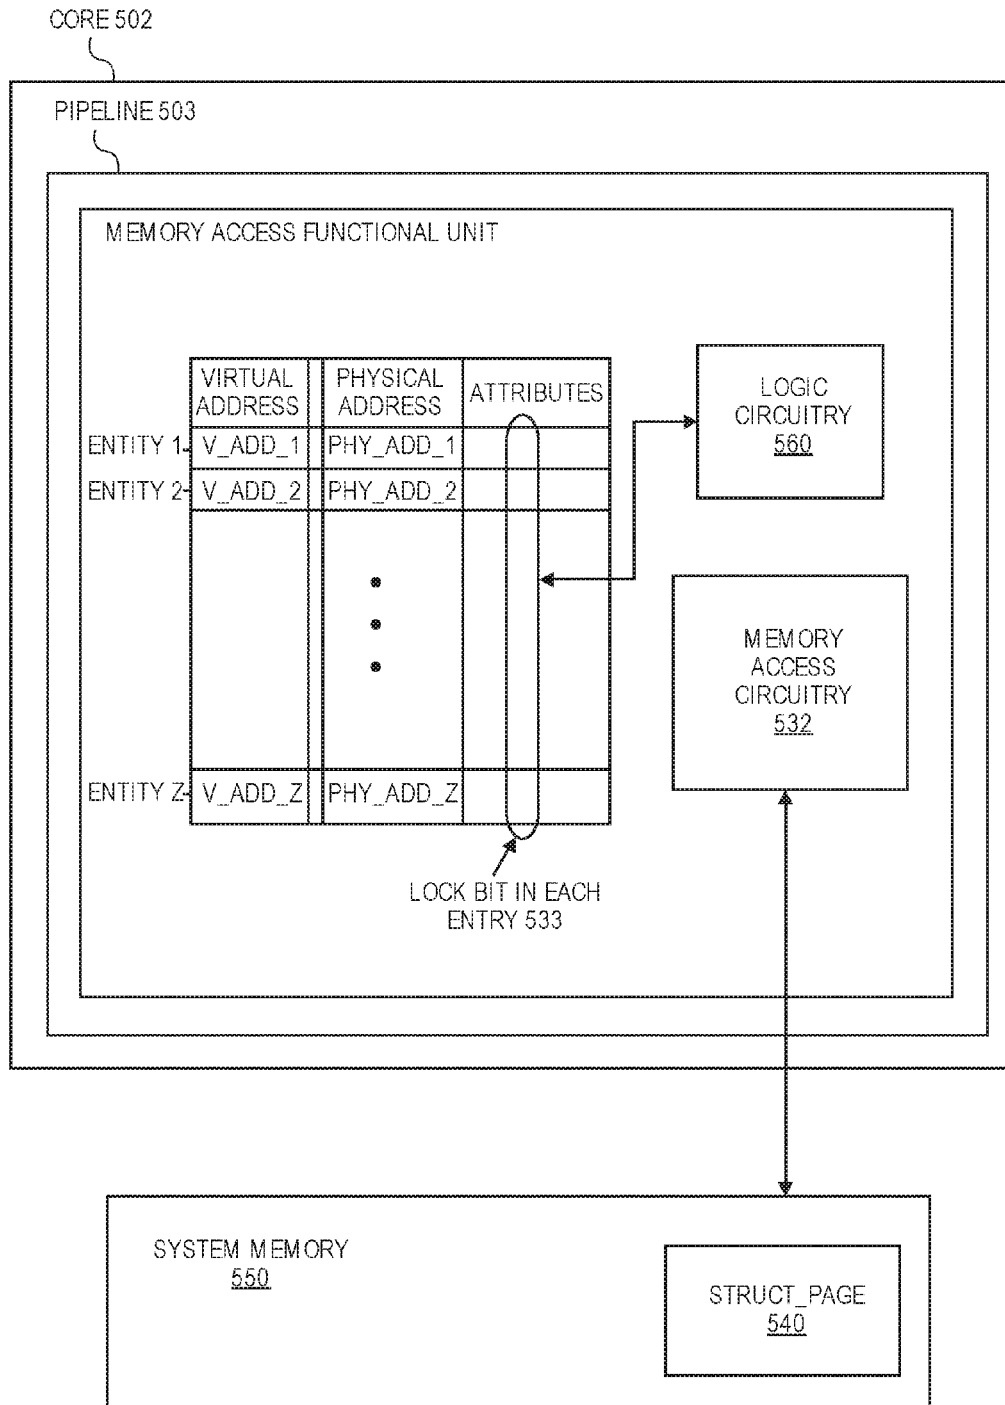 CORE 502
PIPELINE 503
MEMORY ACCESS FUNCTIONAL UNIT
VIRTUAL ADDRESS
PHYSICAL ADDRESS
ATTRIBUTES
ENTITY 1
V_ADD_1
PHY_ADD_1
ENTITY 2
V_ADD_2
PHY_ADD_2
ENTITY Z
V_ADD_Z
PHY_ADD_Z
LOCK BIT IN EACH
ENTRY 533
LOGIC
CIRCUITRY
560
MEMORY
ACCESS
CIRCUITRY
532
SYSTEM MEMORY
550
STRUCT_PAGE
540